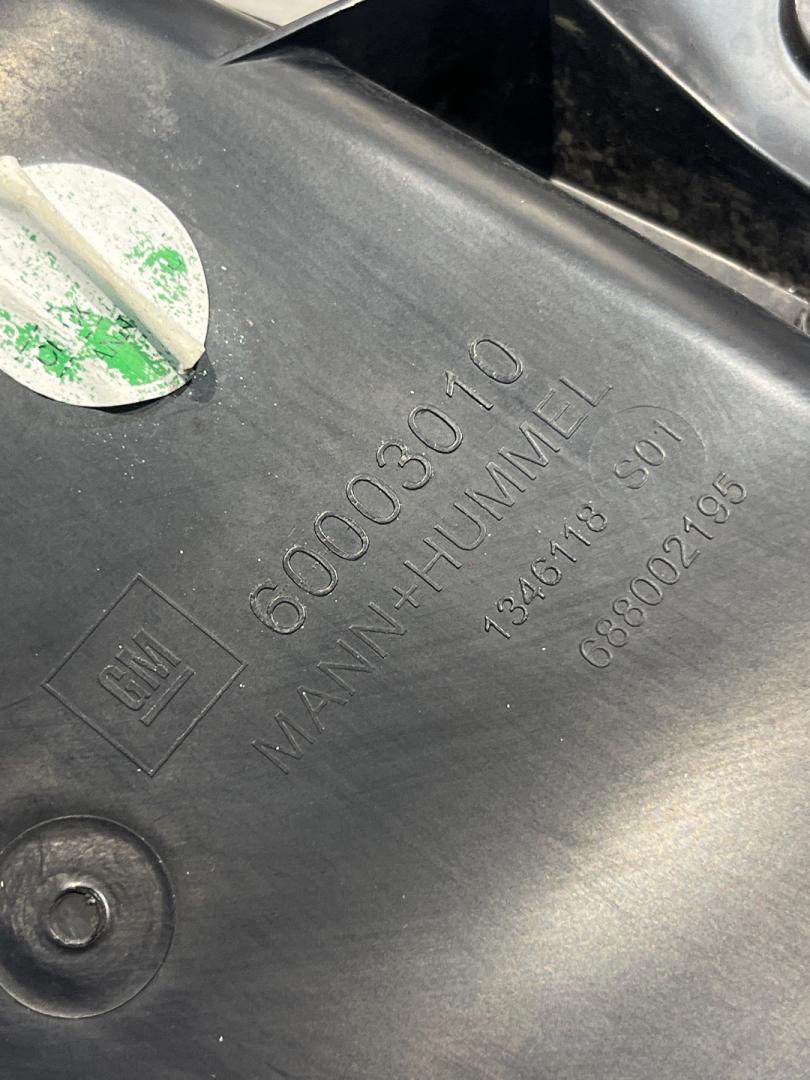 GM
60003010
MANN+HUMMEL
1346118 S01
688002195